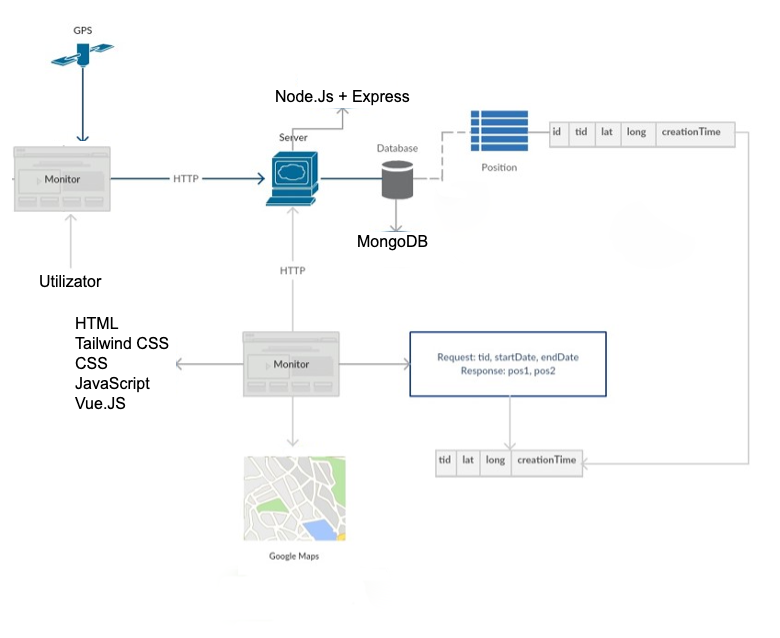 GPS
Node.Js + Express
Server
Database
id tid lat long creationTime
Position
Monitor
HTTP
MongoDB
HTTP
Utilizator
HTML
Tailwind CSS
CSS
JavaScript
Vue.JS
Monitor
Request: tid, startDate, endDate
Response: pos1, pos2
tid lat long creationTime
Google Maps